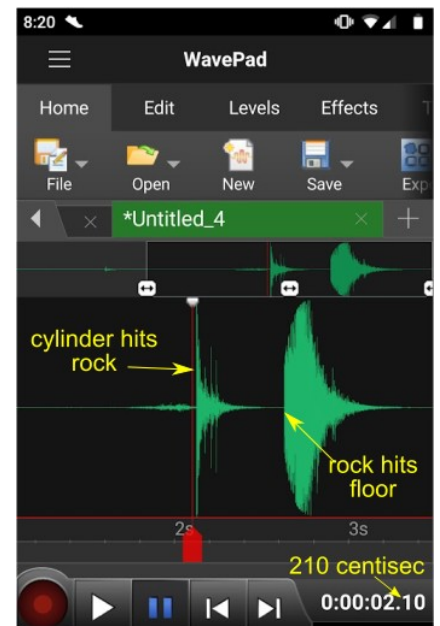 8:20
WavePad
Home Edit Levels Effects
File Open New Save Exp
*Untitled_4
cylinder hits
rock
rock hits
floor
2s 3s
210 centisec
0:00:02.10